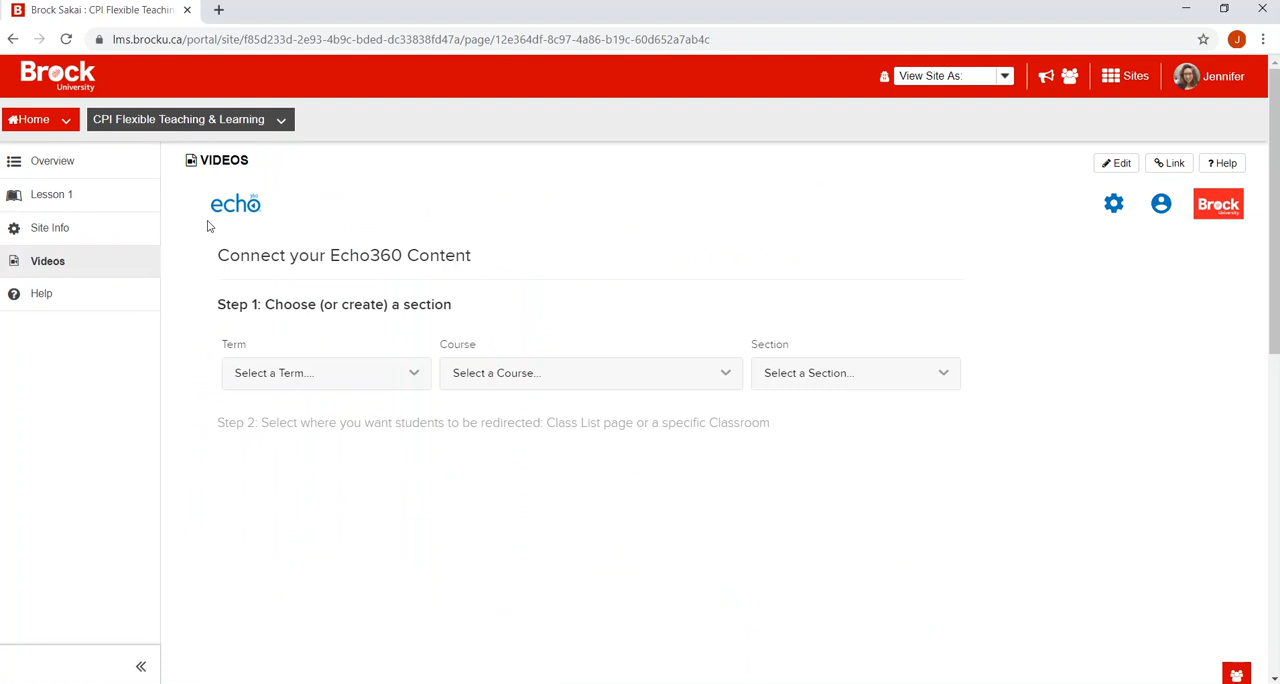 Brock Sakai : CPI Flexible Teachin
lms.brocku.ca/portal/site/f85d233d-2e93-4b9c-bded-dc33838fd47a/page/12e364df-8c97-4a86-b19c-60d652a7ab4c
J
Brock
University
View Site As:
Sites
Jennifer
Home
CPI Flexible Teaching & Learning
Overview
Lesson 1
Site Info
Videos
Help
VIDEOS
Edit
Link
? Help
echo
360
Brock
University
Connect your Echo360 Content
Step 1: Choose (or create) a section
Term
Course
Section
Select a Term....
Select a Course...
Select a Section...
Step 2: Select where you want students to be redirected: Class List page or a specific Classroom